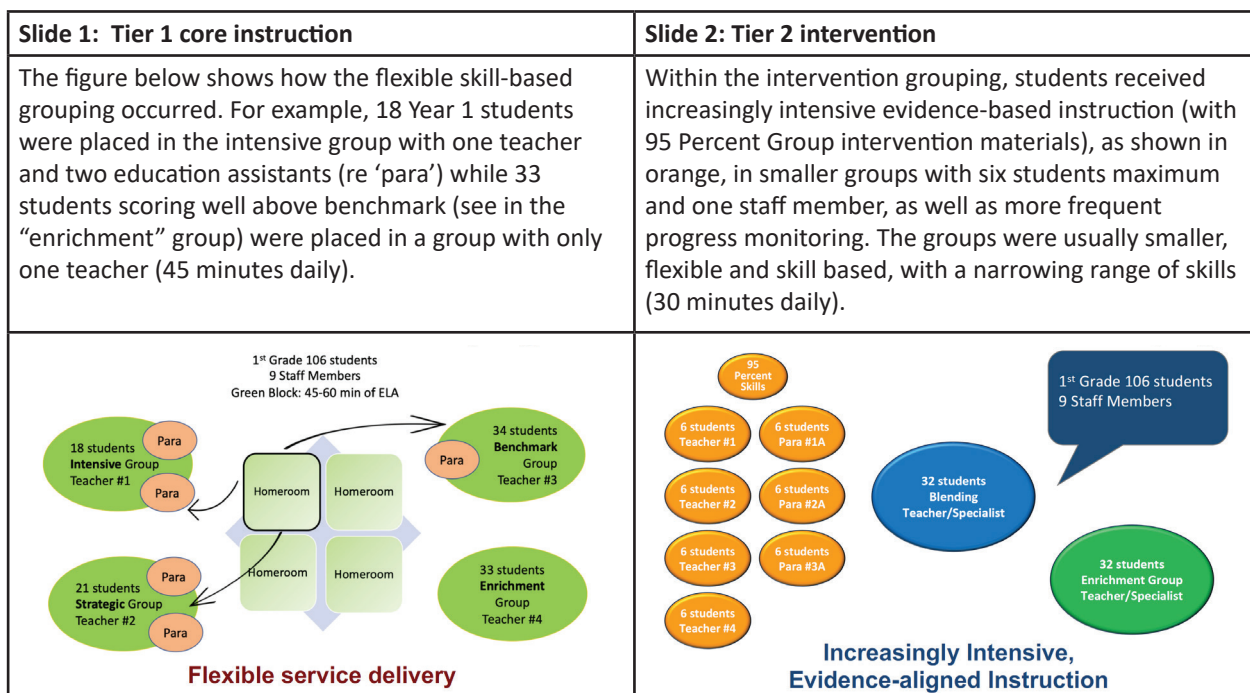 Slide 1:  Tier 1 core instruction
The figure below shows how the flexible skill-based
grouping occurred. For example, 18 Year 1 students
were placed in the intensive group with one teacher
and two education assistants (re ‘para’) while 33
students scoring well above benchmark (see in the
“enrichment” group) were placed in a group with only
one teacher (45 minutes daily).
Slide 2: Tier 2 intervention
Within the intervention grouping, students received
increasingly intensive evidence-based instruction (with
95 Percent Group intervention materials), as shown in
orange, in smaller groups with six students maximum
and one staff member, as well as more frequent
progress monitoring. The groups were usually smaller,
flexible and skill based, with a narrowing range of skills
(30 minutes daily).
1st Grade 106 students
9 Staff Members
Green Block: 45-60 min of ELA
18 students
Intensive Group
Teacher #1
Para
Para
34 students
Benchmark
Group
Teacher #3
Para
Homeroom
Homeroom
Homeroom
Homeroom
21 students
Strategic Group
Teacher #2
Para
Para
33 students
Enrichment
Group
Teacher #4
Flexible service delivery
95
Percent
Skills
6 students
Teacher #1
6 students
Para #1A
6 students
Teacher #2
6 students
Para #2A
6 students
Teacher #3
6 students
Para #3A
6 students
Teacher #4
1st Grade 106 students
9 Staff Members
32 students
Blending
Teacher/Specialist
32 students
Enrichment Group
Teacher/Specialist
Increasingly Intensive,
Evidence-aligned Instruction